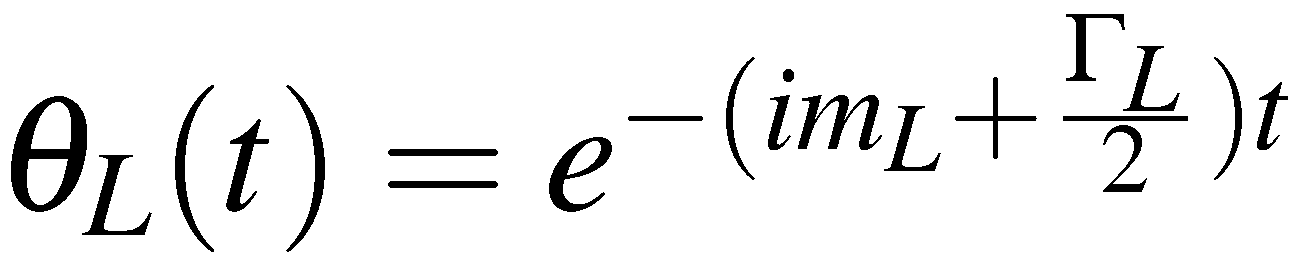 θ_L(t) = e^{-(im_L + \frac{Γ_L}{2})t}